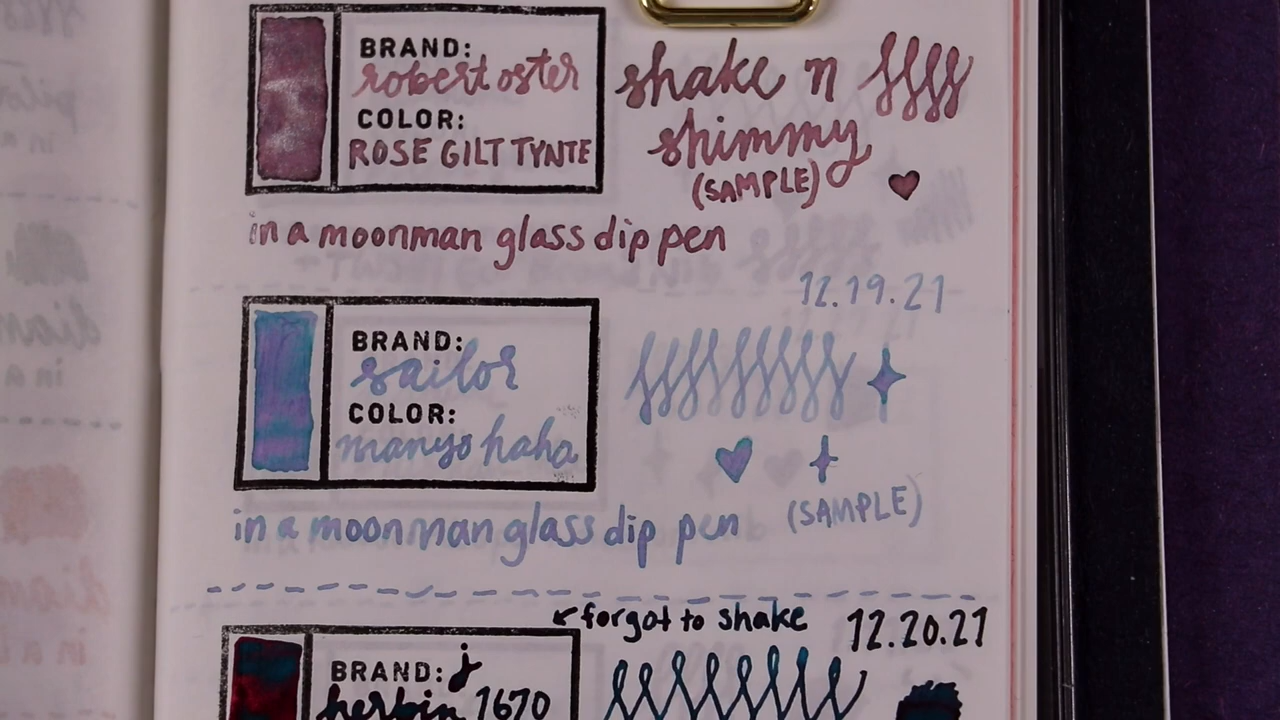 BRAND:
robert oster
COLOR:
ROSE GILT TYNTE
shake n
shimmy
(SAMPLE)
in a moonman glass dip pen
12.19.21
BRAND:
sailor
COLOR:
manyo haha
(SAMPLE)
in a moonman glass dip pen
forgot to shake
12.20.21
BRAND: j
herbin 1670